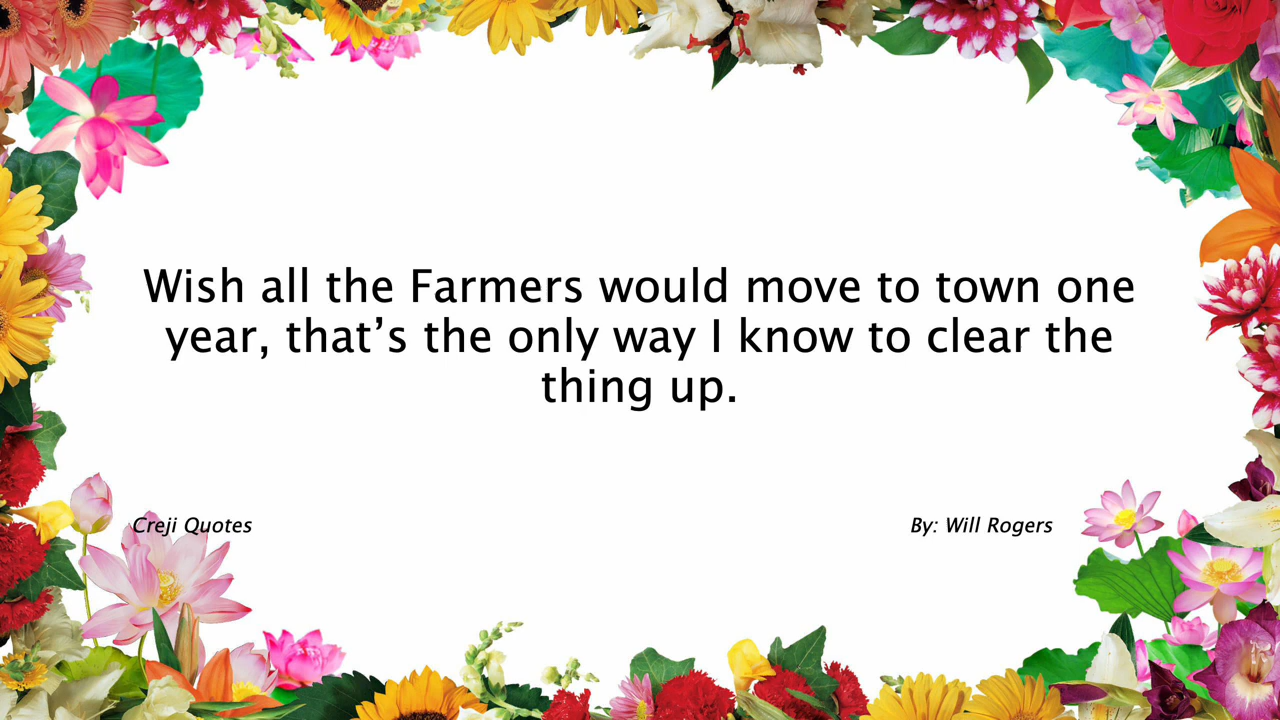 Wish all the Farmers would move to town one
year, that’s the only way I know to clear the
thing up.
Creji Quotes
By: Will Rogers